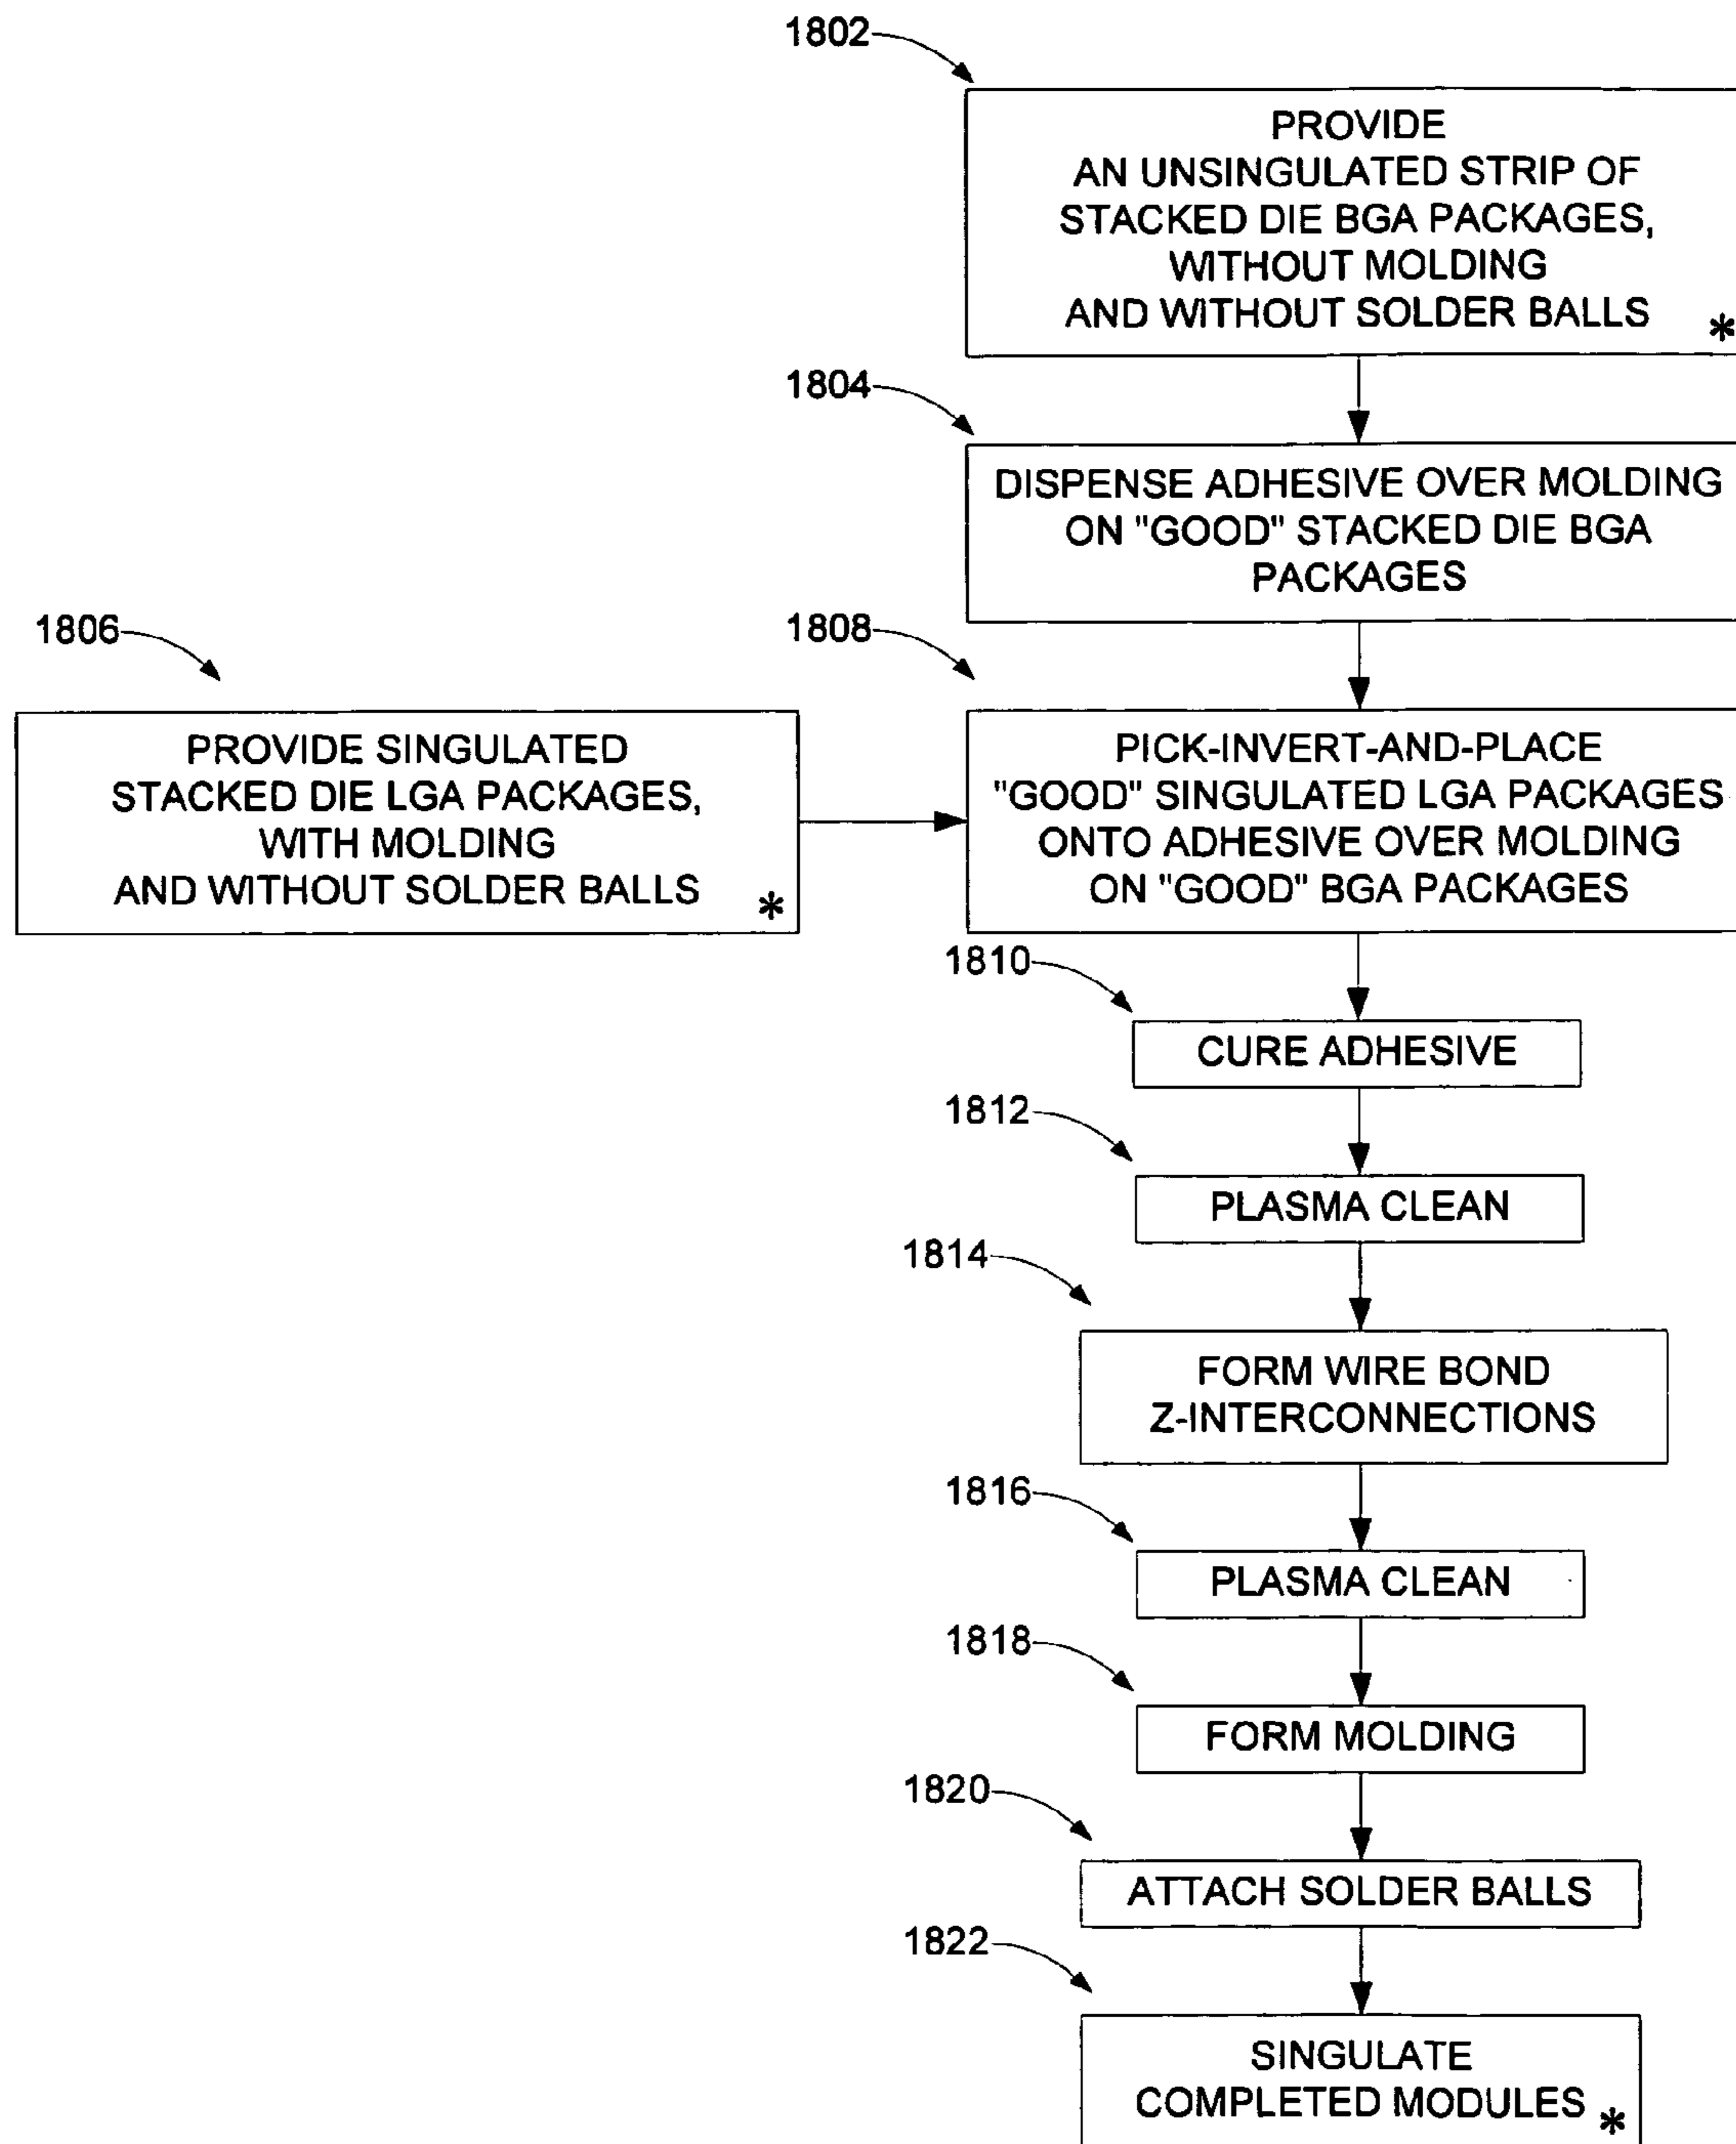 1802
PROVIDE
AN UNSINGULATED STRIP OF
STACKED DIE BGA PACKAGES,
WITHOUT MOLDING
AND WITHOUT SOLDER BALLS
*
1804
DISPENSE ADHESIVE OVER MOLDING
ON "GOOD" STACKED DIE BGA
PACKAGES
1806
PROVIDE SINGULATED
STACKED DIE LGA PACKAGES,
WITH MOLDING
AND WITHOUT SOLDER BALLS
*
1808
PICK-INVERT-AND-PLACE
"GOOD" SINGULATED LGA PACKAGES
ONTO ADHESIVE OVER MOLDING
ON "GOOD" BGA PACKAGES
1810
CURE ADHESIVE
1812
PLASMA CLEAN
1814
FORM WIRE BOND
Z-INTERCONNECTIONS
1816
PLASMA CLEAN
1818
FORM MOLDING
1820
ATTACH SOLDER BALLS
1822
SINGULATE
COMPLETED MODULES
*